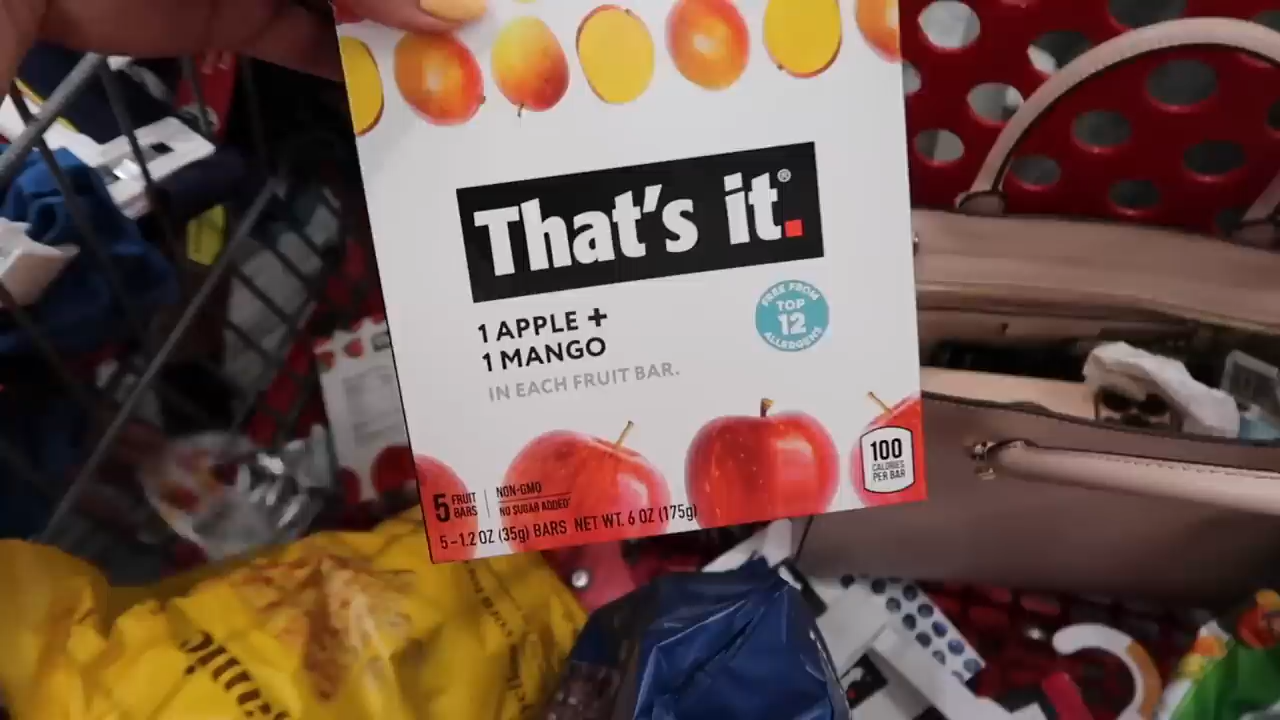 That's it.®
1 APPLE +
1 MANGO
IN EACH FRUIT BAR.
FREE FROM
TOP
12
ALLERGENS
100
CALORIES
PER BAR
5 FRUIT
BARS
NON-GMO
NO SUGAR ADDED*
5-1.2 OZ (35g) BARS NET WT. 6 OZ (175g)